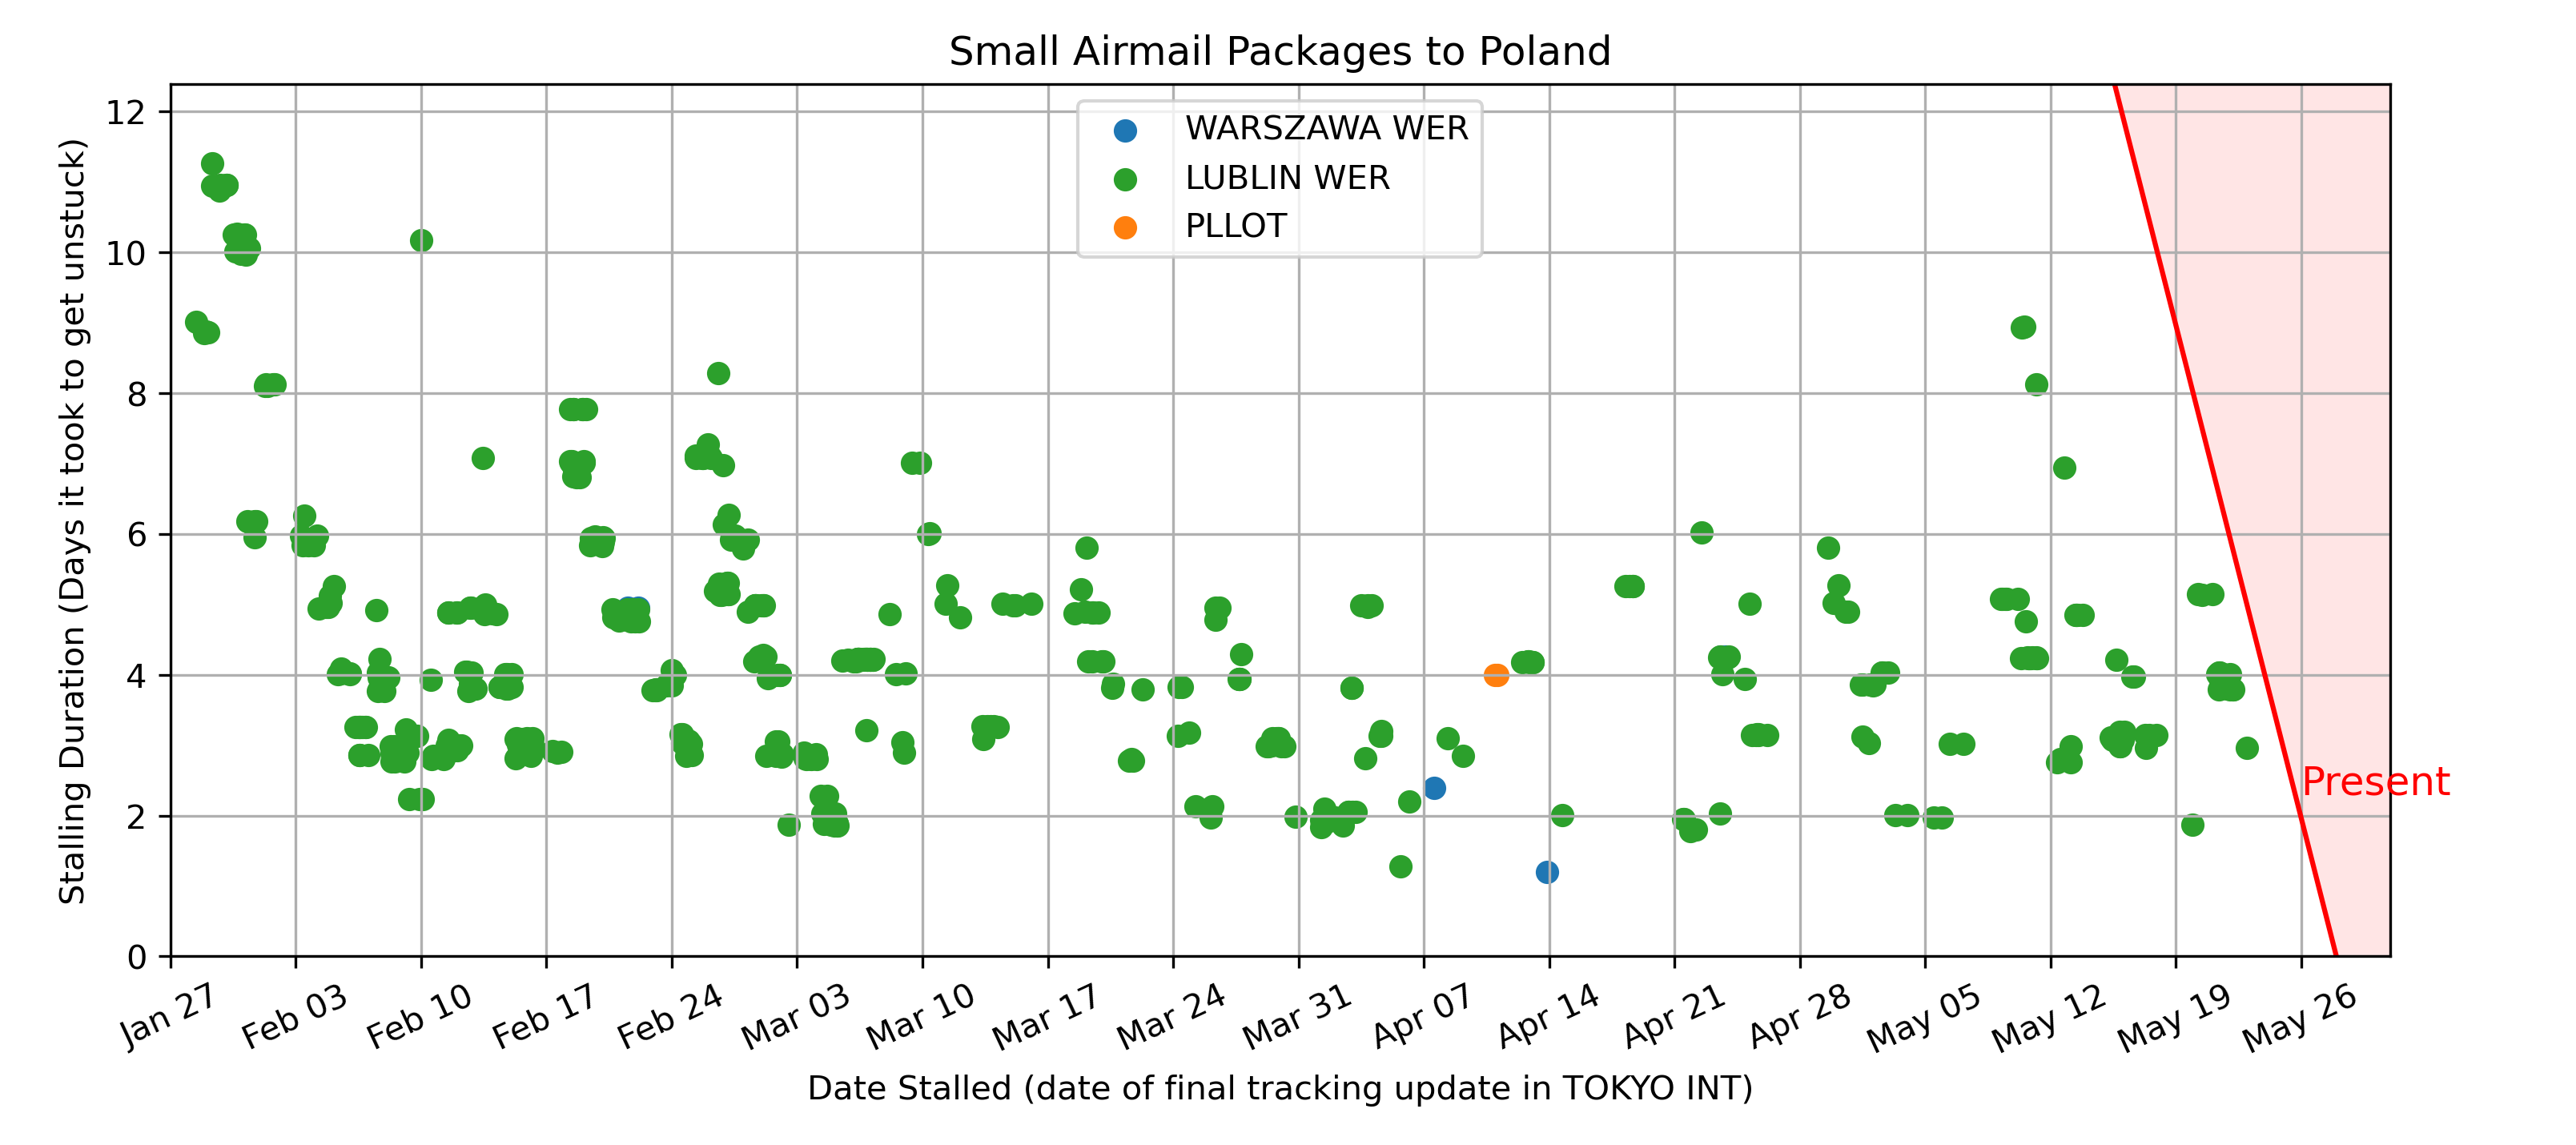 Small Airmail Packages to Poland
Stalling Duration (Days it took to get unstuck)
12
10
8
6
4
2
0
WARSZAWA WER
LUBLIN WER
PLLOT
Present
Jan 27
Feb 03
Feb 10
Feb 17
Feb 24
Mar 03
Mar 10
Mar 17
Mar 24
Mar 31
Apr 07
Apr 14
Apr 21
Apr 28
May 05
May 12
May 19
May 26
Date Stalled (date of final tracking update in TOKYO INT)